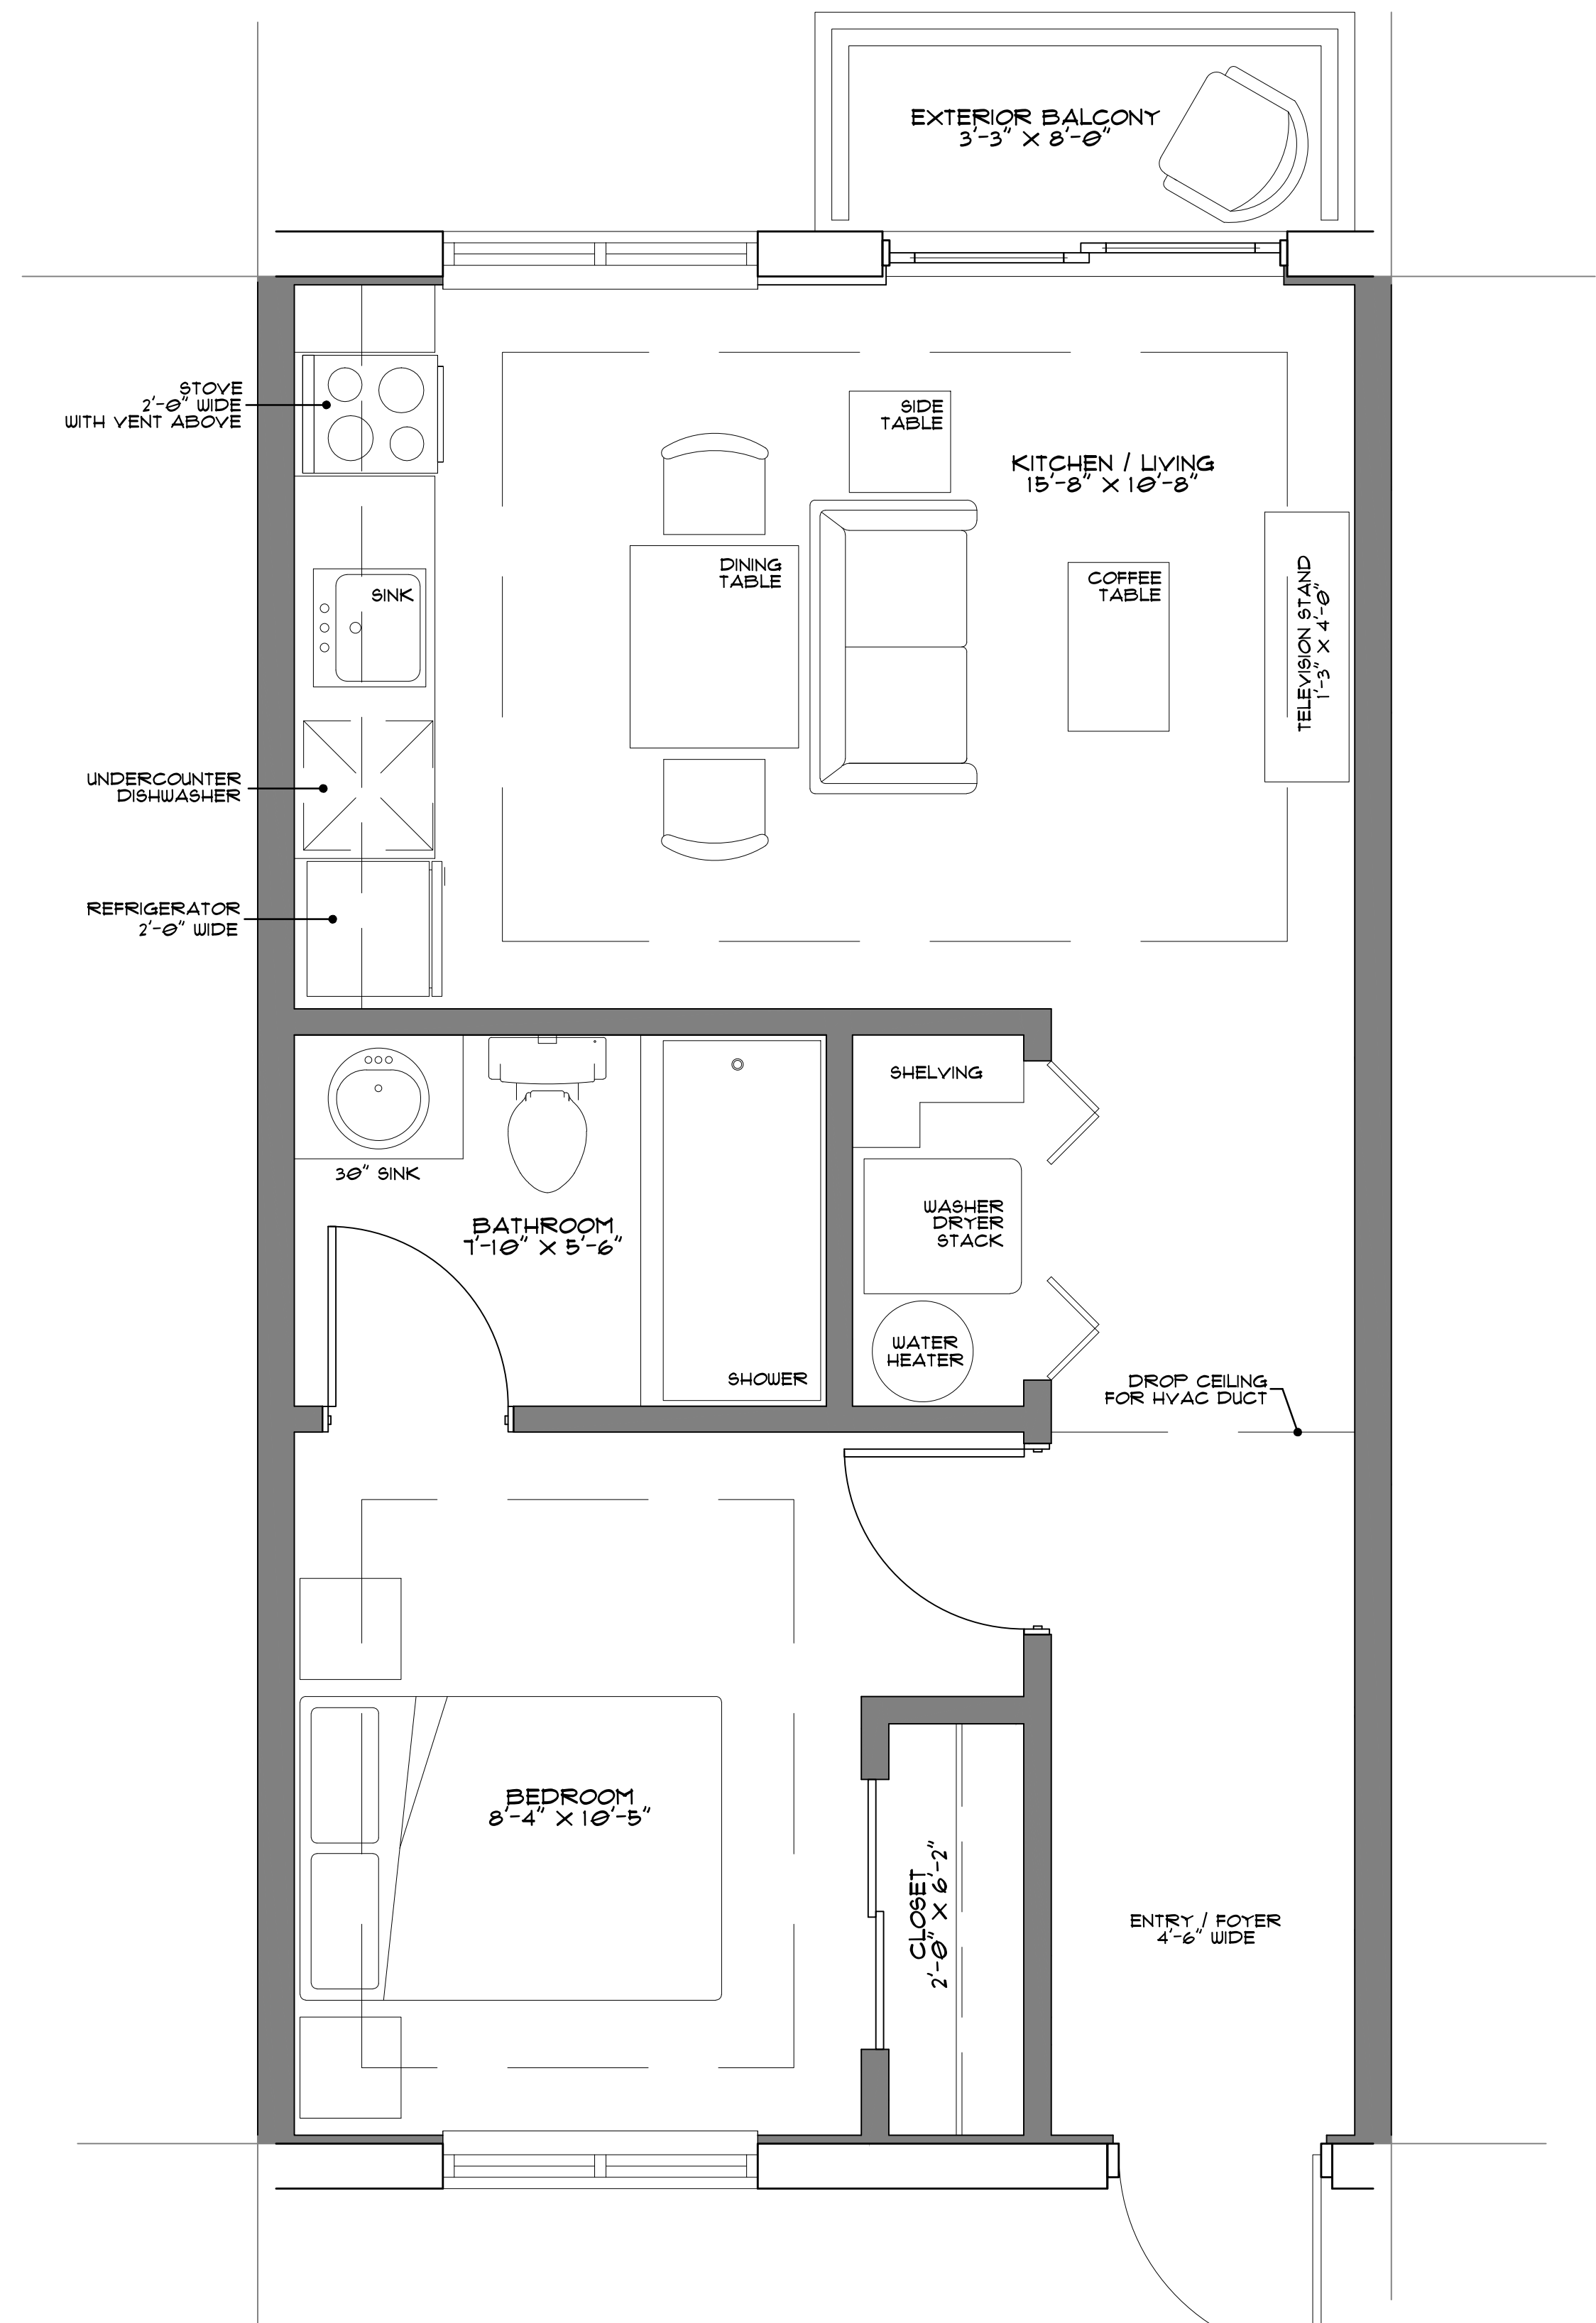 EXTERIOR BALCONY
3'-3" X 8'-0"
STOVE
2'-0" WIDE
WITH VENT ABOVE
SIDE
TABLE
KITCHEN / LIVING
15'-8" X 10'-8"
DINING
TABLE
SINK
COFFEE
TABLE
TELEVISION STAND
1'-3" X 4'-0"
UNDERCOUNTER
DISHWASHER
REFRIGERATOR
2'-0" WIDE
SHELVING
30" SINK
BATHROOM
7'-10" X 5'-6"
WASHER
DRYER
STACK
WATER
HEATER
SHOWER
DROP CEILING
FOR HVAC DUCT
BEDROOM
8'-4" X 10'-5"
CLOSET
2'-0" X 6'-2"
ENTRY / FOYER
4'-6" WIDE